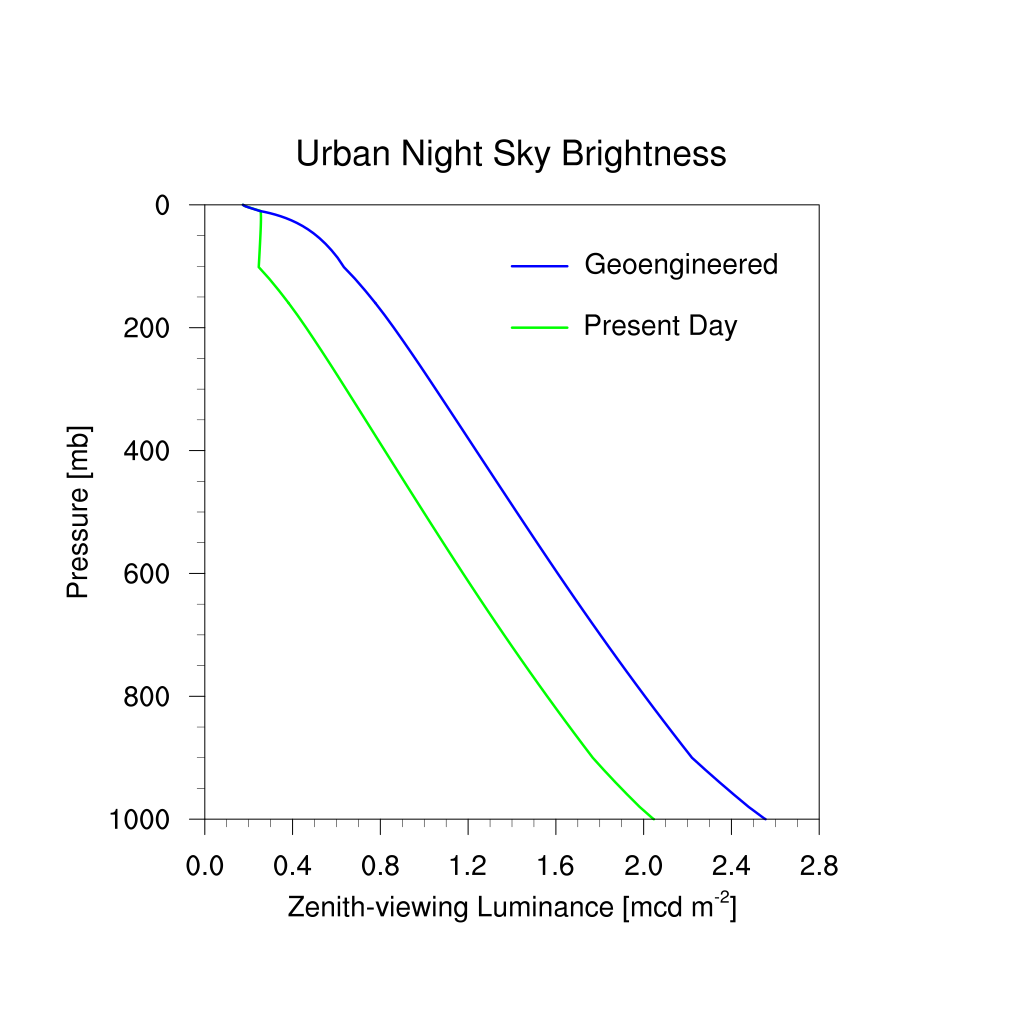 Urban Night Sky Brightness
0
200
400
600
800
1000
Pressure [mb]
Geoengineered
Present Day
0.0 0.4 0.8 1.2 1.6 2.0 2.4 2.8
Zenith-viewing Luminance [mcd m⁻²]